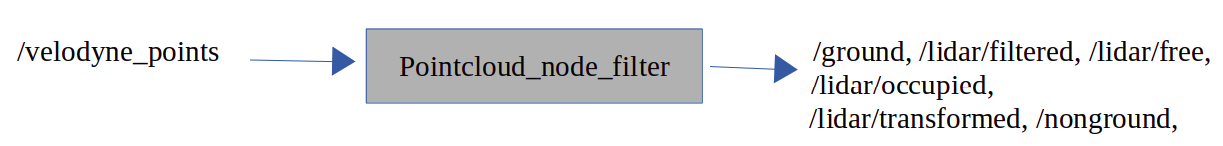 /velodyne_points
Pointcloud_node_filter
/ground, /lidar/filtered, /lidar/free,
/lidar/occupied,
/lidar/transformed, /nonground,